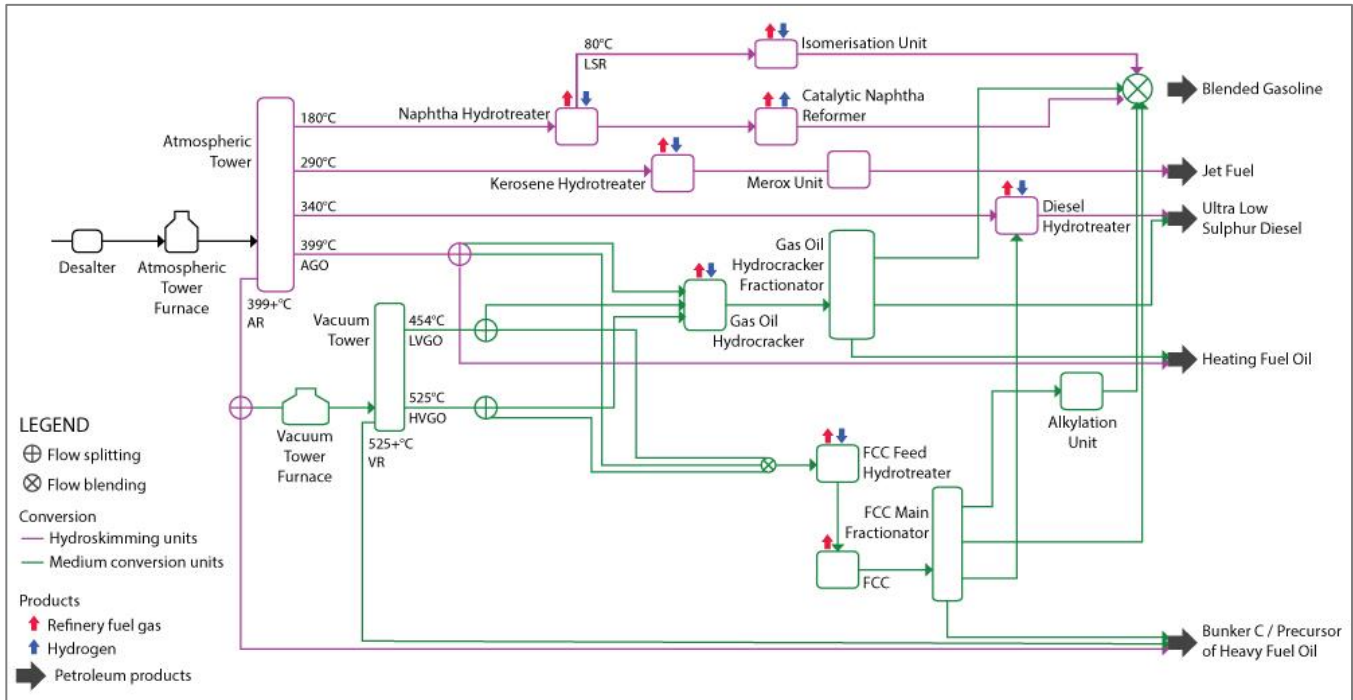 80°C
LSR
Isomerisation Unit
Naphtha Hydrotreater
Catalytic Naphtha
Reformer
Blended Gasoline
180°C
Atmospheric
Tower
290°C
Kerosene Hydrotreater
Merox Unit
Jet Fuel
340°C
Diesel
Hydrotreater
Ultra Low
Sulphur Diesel
Desalter
Atmospheric
Tower
Furnace
399°C
AGO
399+°C
AR
Gas Oil
Hydrocracker
Fractionator
Gas Oil
Hydrocracker
Vacuum
Tower
454°C
LVGO
Heating Fuel Oil
525°C
HVGO
525+°C
VR
Vacuum
Tower
Furnace
Alkylation
Unit
FCC Feed
Hydrotreater
FCC Main
Fractionator
FCC
Bunker C / Precursor
of Heavy Fuel Oil
LEGEND
Flow splitting
Flow blending
Conversion
Hydroskimming units
Medium conversion units
Products
Refinery fuel gas
Hydrogen
Petroleum products